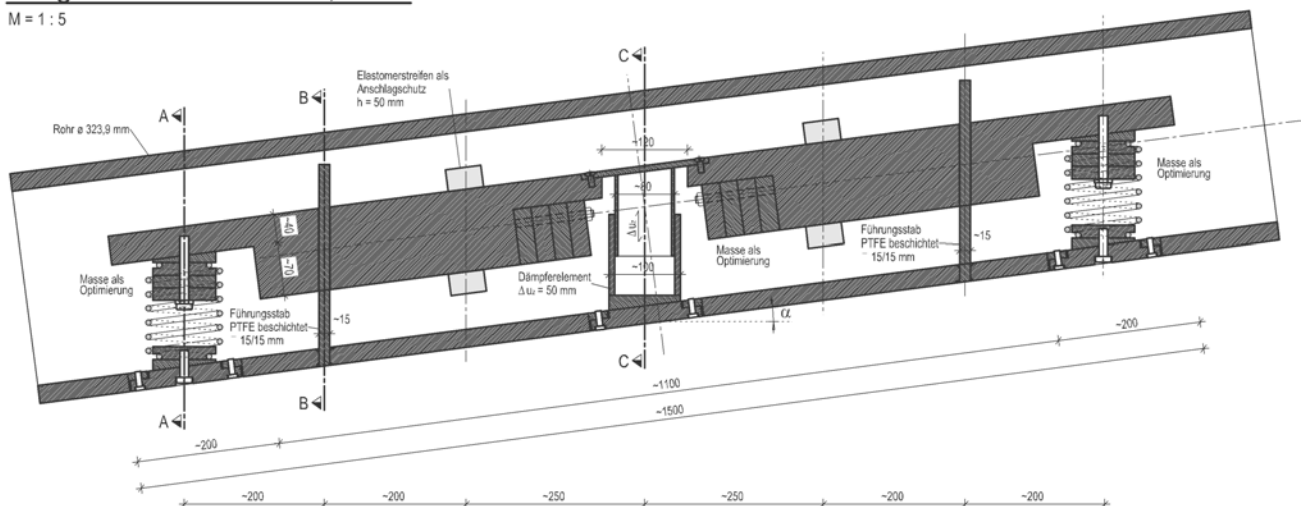 M = 1 : 5
A
B
C
Elastomerstreifen als
Anschlagschutz
h = 50 mm
Rohr ø 323,9 mm
~120
~80
Δ uz
~100
~40
~70
Masse als
Optimierung
Masse als
Optimierung
Masse als
Optimierung
Führungsstab
PTFE beschichtet
15/15 mm
~15
Führungsstab
PTFE beschichtet
15/15 mm
~15
Dämpferelement
Δ uz = 50 mm
α
C
B
A
~200
~1100
~200
~1500
~200
~200
~250
~250
~200
~200